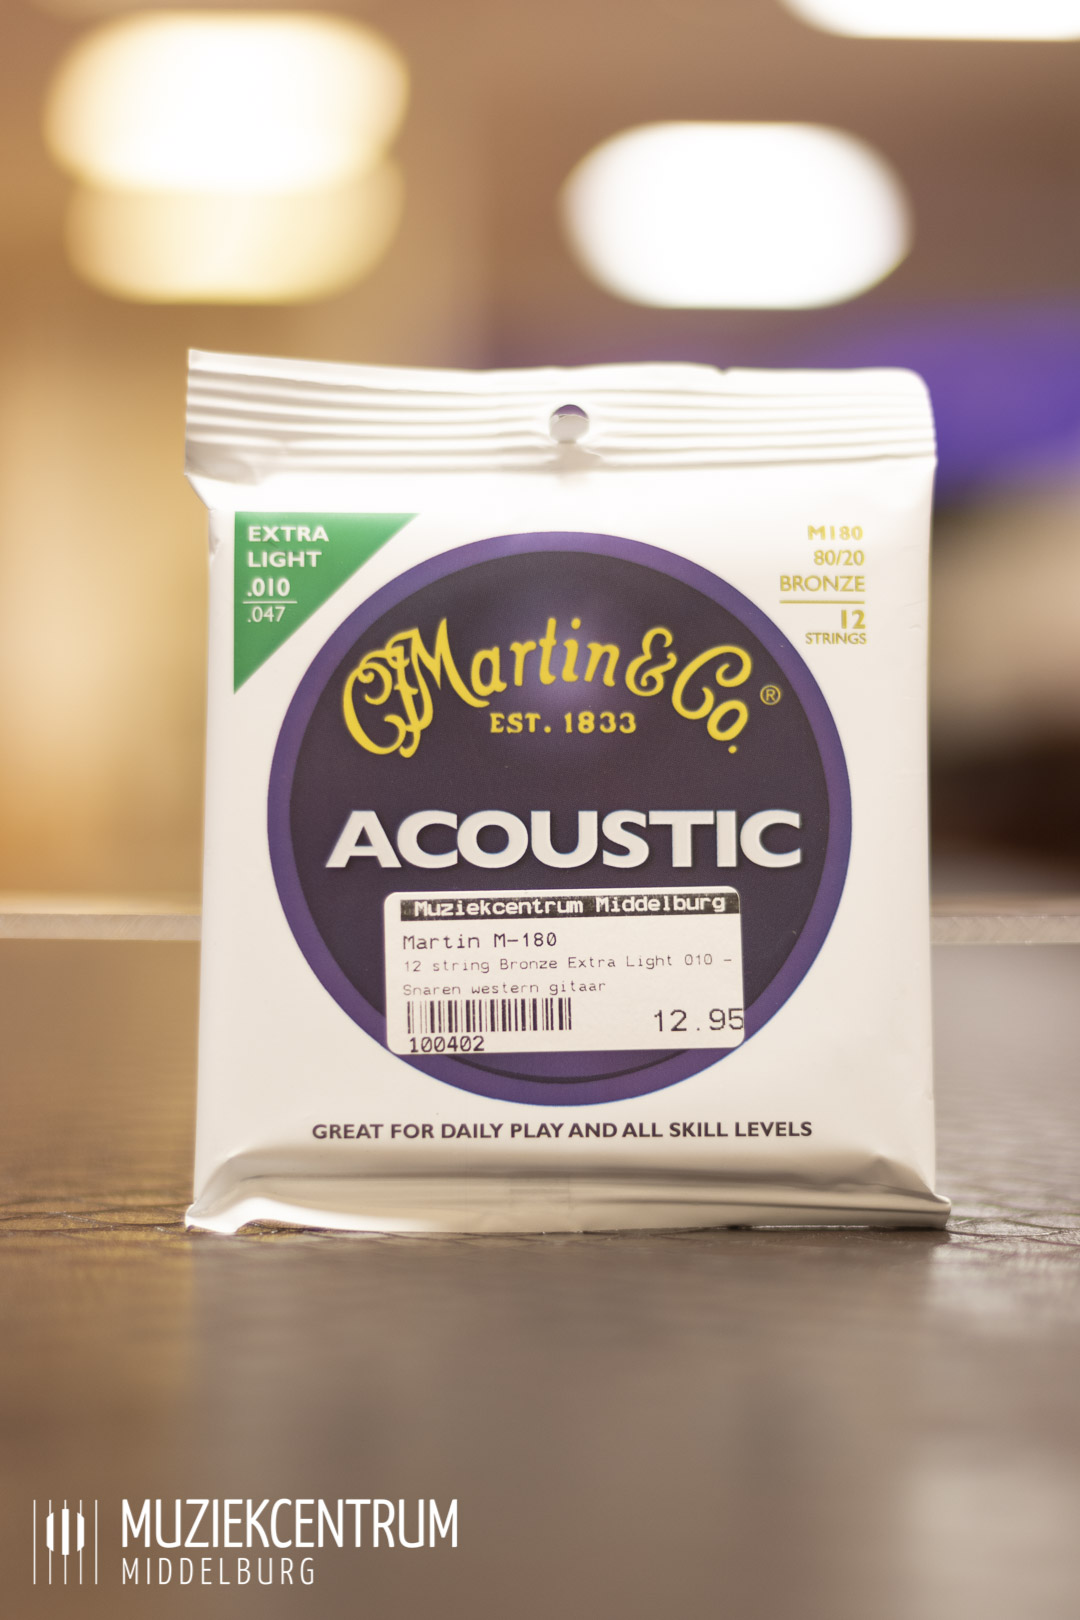 EXTRA
LIGHT
.010
.047
M180
80/20
BRONZE
12
STRINGS
CFMartin & Co.®
EST. 1833
ACOUSTIC
Muziekcentrum Middelburg
Martin M-180
12 string Bronze Extra Light 010 -
Snaren western gitaar
12.95
100402
GREAT FOR DAILY PLAY AND ALL SKILL LEVELS
MUZIEKCENTRUM
MIDDELBURG